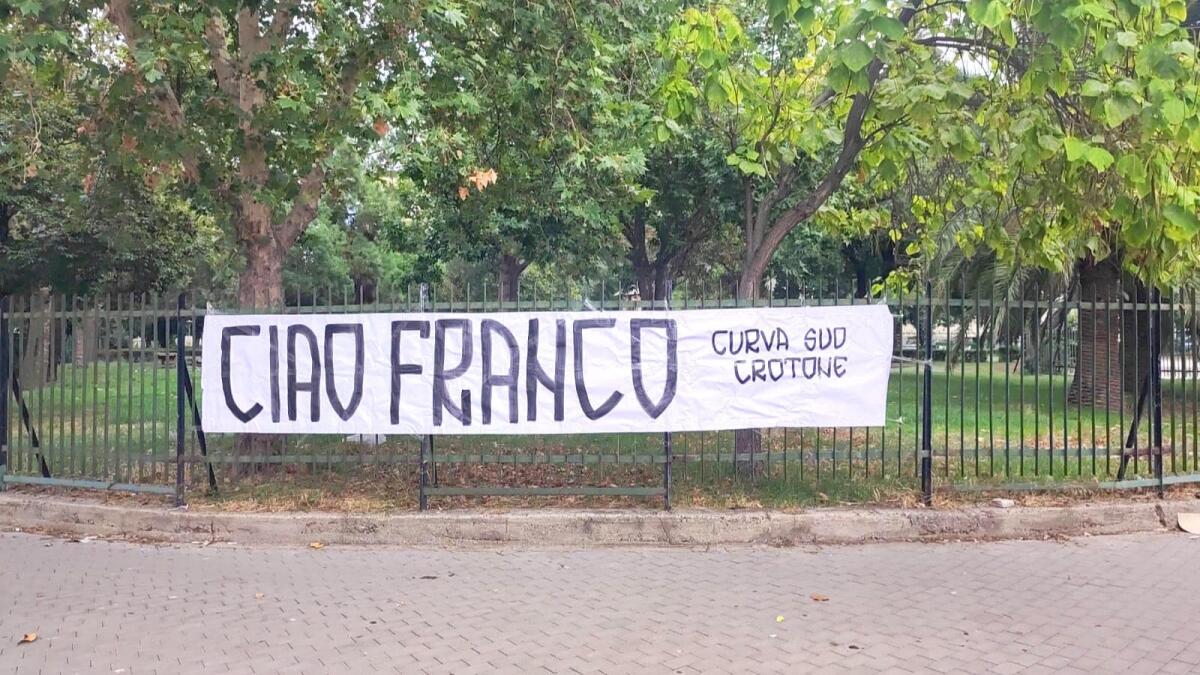 CIAO FRANCO
CURVA SUD
CROTONE